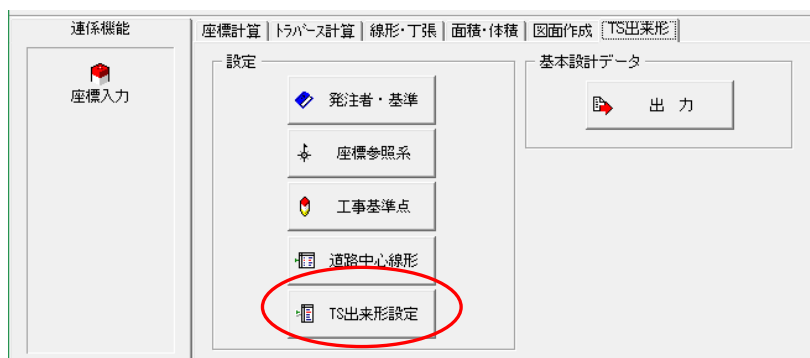 連係機能
座標入力
座標計算 トラバース計算 線形・丁張 面積・体積 図面作成 TS出来形
設定
発注者・基準
座標参照系
工事基準点
道路中心線形
TS出来形設定
基本設計データ
出 力